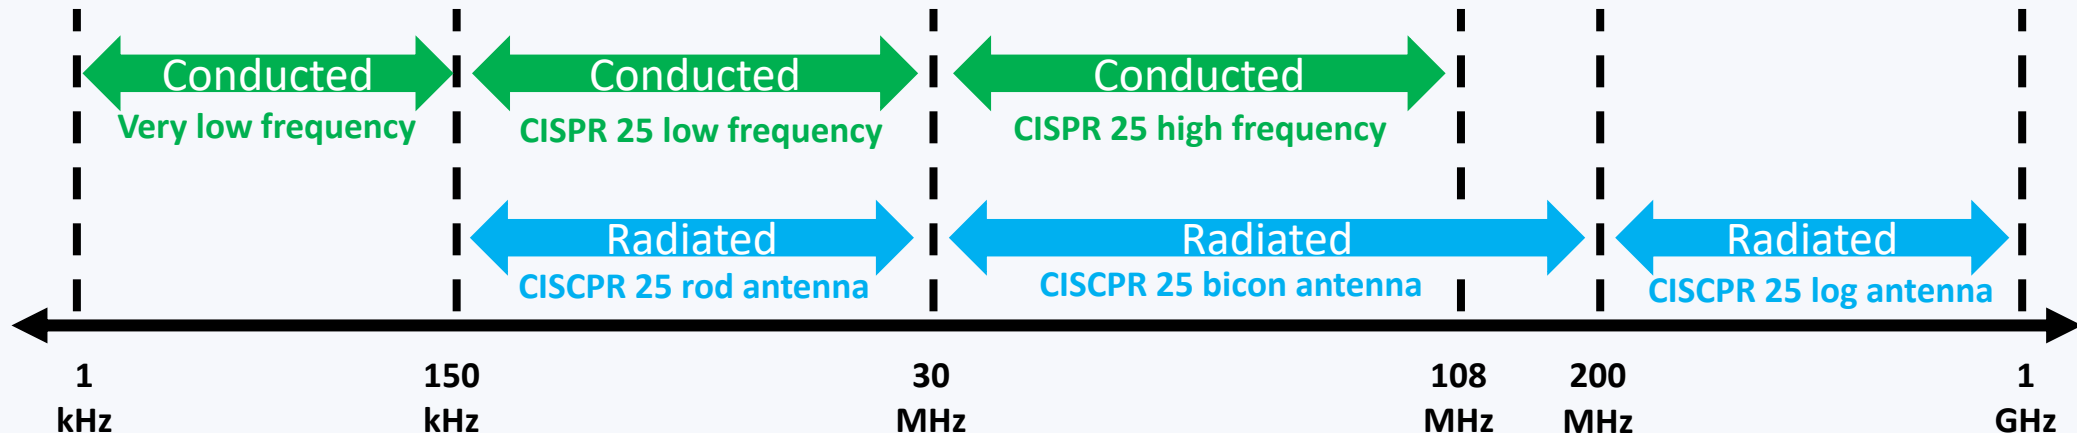 Conducted
Conducted
Conducted
Very low frequency
CISPR 25 low frequency
CISPR 25 high frequency
Radiated
Radiated
Radiated
CISCPR 25 rod antenna
CISCPR 25 bicon antenna
CISCPR 25 log antenna
1
kHz
150
kHz
30
MHz
108
MHz
200
MHz
1
GHz